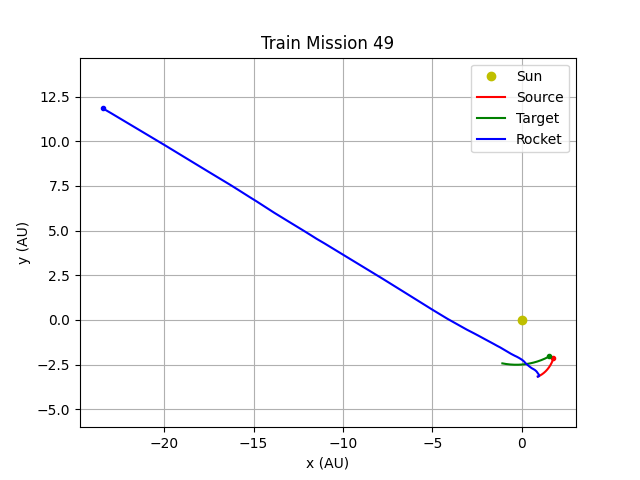 Train Mission 49
Sun
Source
Target
Rocket
12.5
10.0
7.5
5.0
2.5
0.0
−2.5
−5.0
y (AU)
−20
−15
−10
−5
0
x (AU)